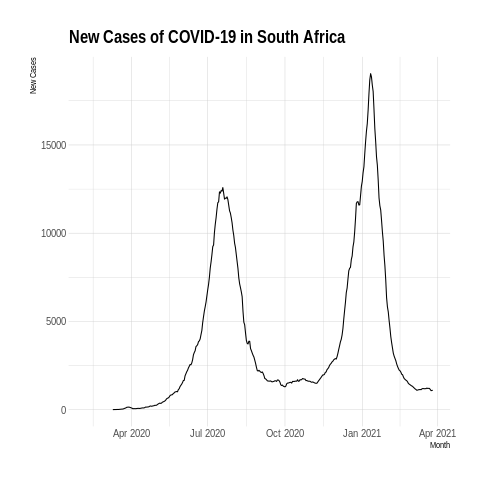 New Cases of COVID-19 in South Africa
New Cases
15000
10000
5000
0
Apr 2020 Jul 2020 Oct 2020 Jan 2021 Apr 2021
Month